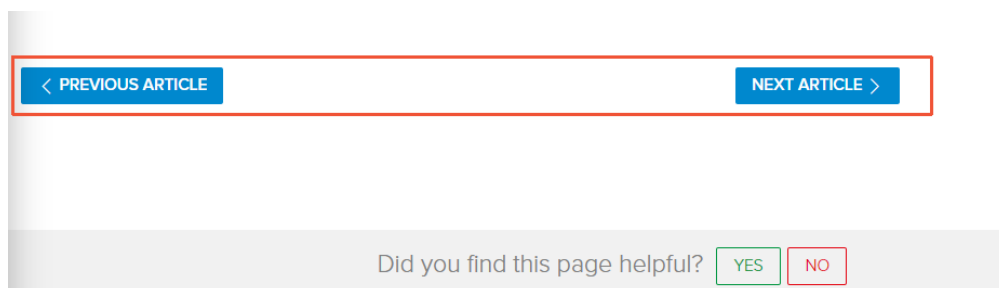 PREVIOUS ARTICLE NEXT ARTICLE
Did you find this page helpful? YES NO